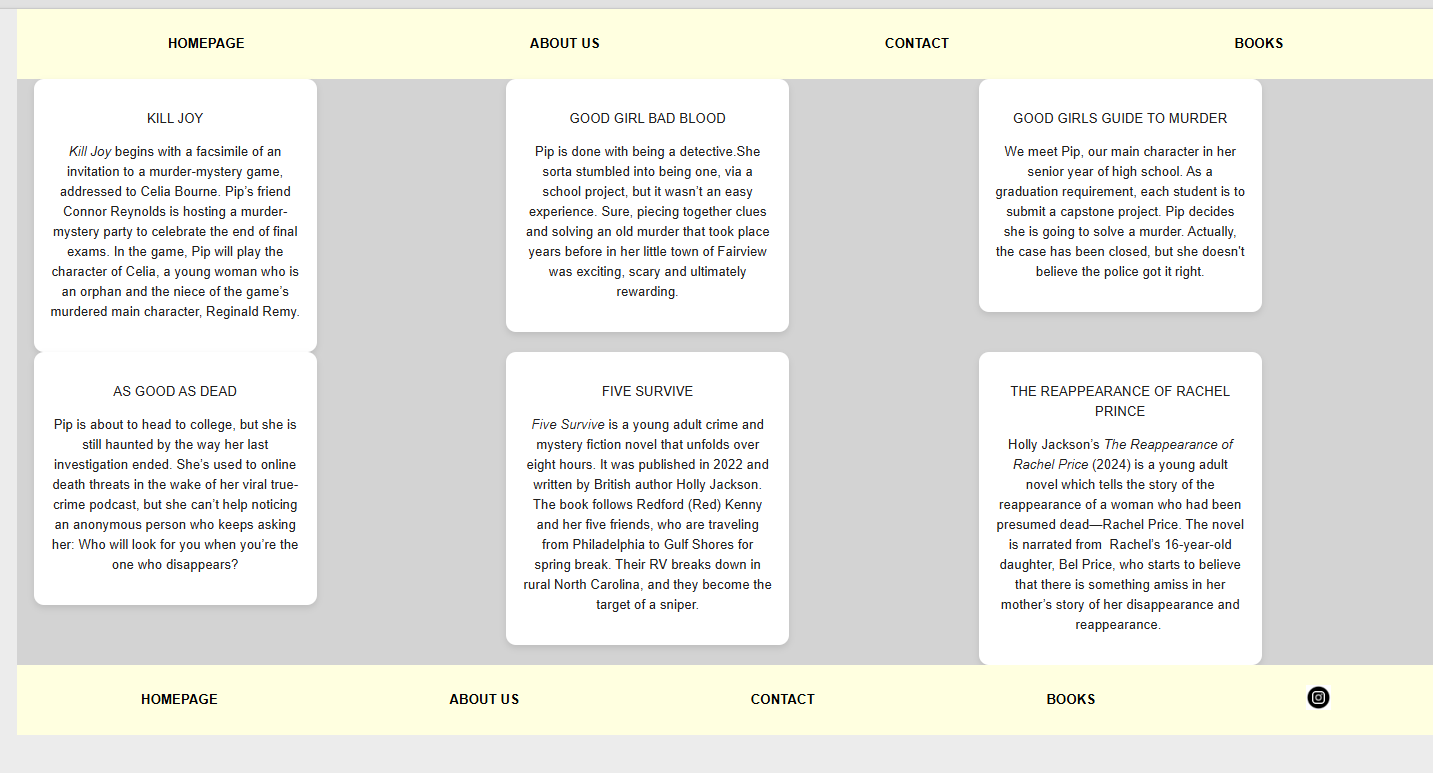 HOMEPAGE ABOUT US CONTACT BOOKS
KILL JOY
Kill Joy begins with a facsimile of an
invitation to a murder-mystery game,
addressed to Celia Bourne. Pip’s friend
Connor Reynolds is hosting a murder-
mystery party to celebrate the end of final
exams. In the game, Pip will play the
character of Celia, a young woman who is
an orphan and the niece of the game’s
murdered main character, Reginald Remy.
GOOD GIRL BAD BLOOD
Pip is done with being a detective.She
sorta stumbled into being one, via a
school project, but it wasn’t an easy
experience. Sure, piecing together clues
and solving an old murder that took place
years before in her little town of Fairview
was exciting, scary and ultimately
rewarding.
GOOD GIRLS GUIDE TO MURDER
We meet Pip, our main character in her
senior year of high school. As a
graduation requirement, each student is to
submit a capstone project. Pip decides
she is going to solve a murder. Actually,
the case has been closed, but she doesn’t
believe the police got it right.
AS GOOD AS DEAD
Pip is about to head to college, but she is
still haunted by the way her last
investigation ended. She’s used to online
death threats in the wake of her viral true-
crime podcast, but she can’t help noticing
an anonymous person who keeps asking
her: Who will look for you when you’re the
one who disappears?
FIVE SURVIVE
Five Survive is a young adult crime and
mystery fiction novel that unfolds over
eight hours. It was published in 2022 and
written by British author Holly Jackson.
The book follows Redford (Red) Kenny
and her five friends, who are traveling
from Philadelphia to Gulf Shores for
spring break. Their RV breaks down in
rural North Carolina, and they become the
target of a sniper.
THE REAPPEARANCE OF RACHEL
PRINCE
Holly Jackson’s The Reappearance of
Rachel Price (2024) is a young adult
novel which tells the story of the
reappearance of a woman who had been
presumed dead—Rachel Price. The novel
is narrated from  Rachel’s 16-year-old
daughter, Bel Price, who starts to believe
that there is something amiss in her
mother’s story of her disappearance and
reappearance.
HOMEPAGE ABOUT US CONTACT BOOKS